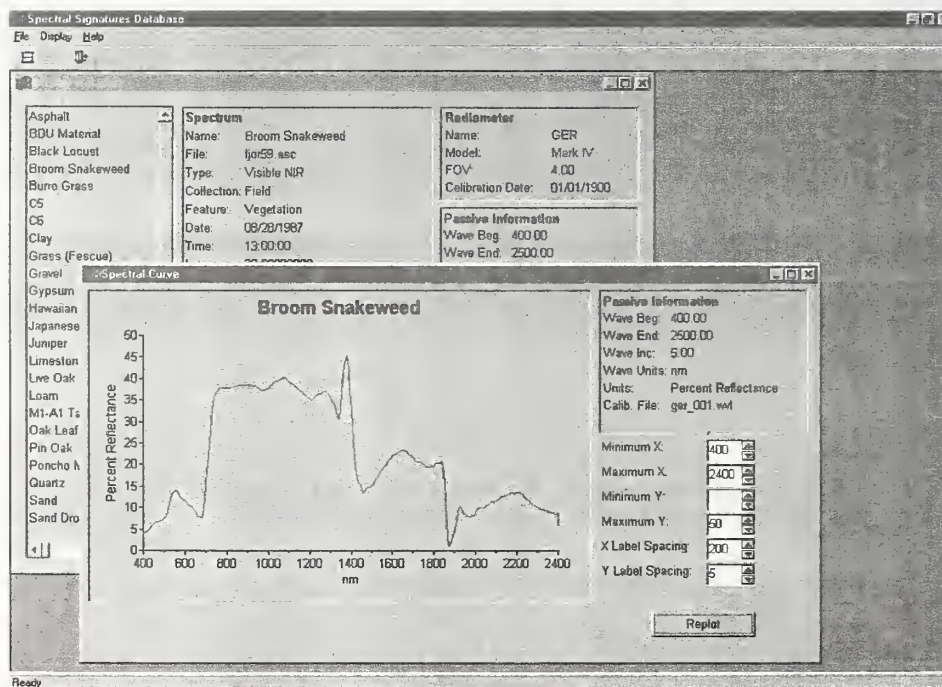 Spectral Signatures Database
File Display Help
Asphalt
BDU Material
Black Locust
Broom Snakeweed
Burro Grass
C5
C6
Clay
Grass (Fescue)
Gravel
Gypsum
Hawaiian
Japanese
Juniper
Limeston
Live Oak
Loam
M1-A1 Ta
Oak Leaf
Pin Oak
Poncho
Quartz
Sand
Sand Dro
Spectrum
Name: Broom Snakeweed
File: tjor59.asc
Type: Visible NIR
Collection: Field
Feature: Vegetation
Date: 08/28/1987
Time: 13:00:00
Radiometer
Name: GER
Model: Mark IV
FOV: 4.00
Calibration Date: 01/01/1900
Passive Information
Wave Beg: 400.00
Wave End: 2500.00
Spectral Curve
Broom Snakeweed
Percent Reflectance
50
45
40
35
30
25
20
15
10
5
0
400 600 800 1000 1200 1400 1600 1800 2000 2200 2400
nm
Passive Information
Wave Beg: 400.00
Wave End: 2500.00
Wave Inc: 5.00
Wave Units: nm
Units: Percent Reflectance
Calib. File: ger_001.wvl
Minimum X: 400
Maximum X: 2400
Minimum Y:
Maximum Y: 50
X Label Spacing: 200
Y Label Spacing: 5
Replot
Ready